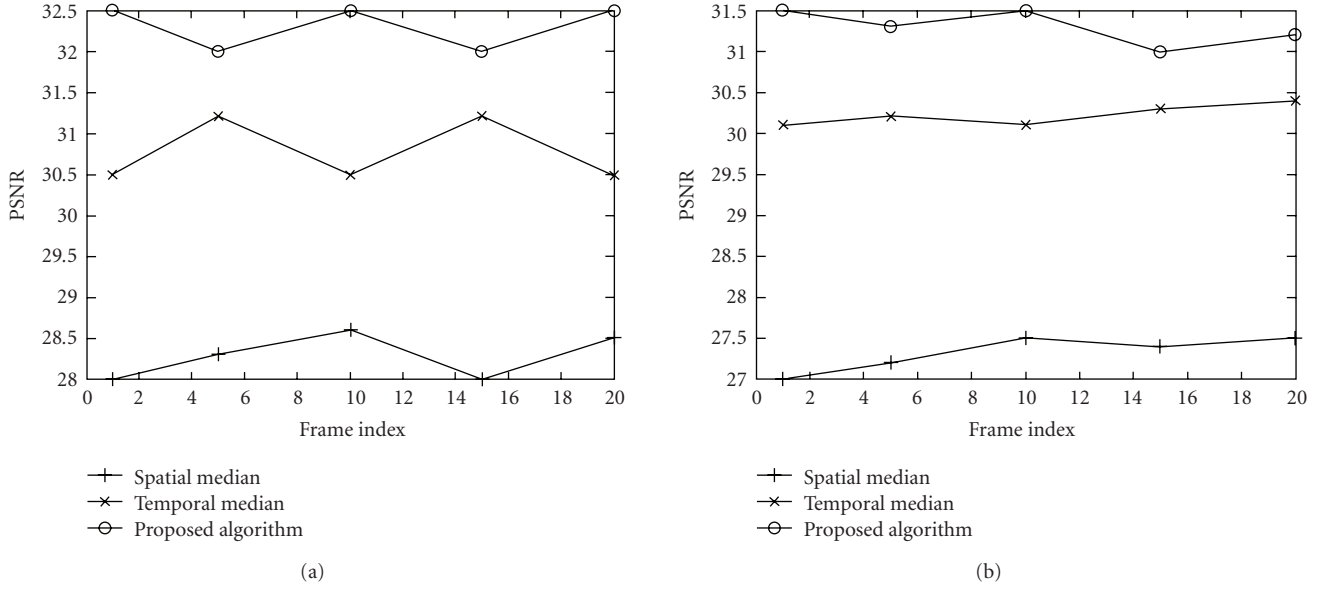 32.5
32
31.5
31
30.5
30
29.5
29
28.5
28
PSNR
0 2 4 6 8 10 12 14 16 18 20
Frame index
Spatial median
Temporal median
Proposed algorithm
(a)
31.5
31
30.5
30
29.5
29
28.5
28
27.5
27
PSNR
0 2 4 6 8 10 12 14 16 18 20
Frame index
Spatial median
Temporal median
Proposed algorithm
(b)